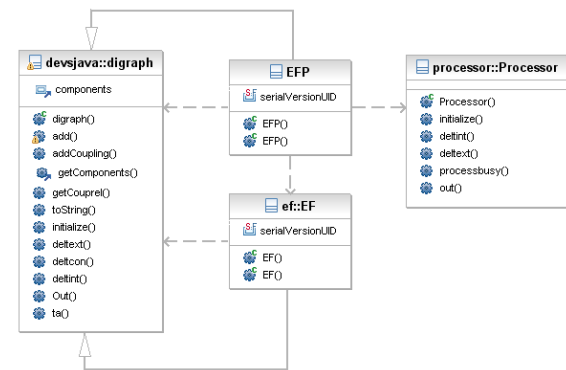 devsjava::digraph
components
digraph()
add()
addCoupling()
getComponents()
getCouprel()
toString()
initialize()
deltext()
deltcon()
deltint()
Out()
ta()
EFP
serialVersionUID
EFP()
EFP()
ef::EF
serialVersionUID
EF()
EF()
processor::Processor
Processor()
initialize()
deltint()
deltext()
processbusy()
out()